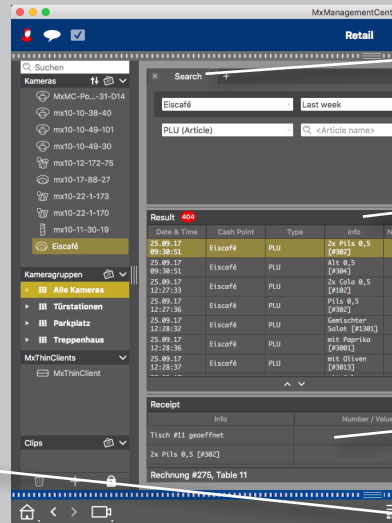 MxManagementCent
Retail
Suchen
Kameras
MxMC-Po...-31-D14
mx10-10-38-40
mx10-10-49-101
mx10-10-49-30
mx10-12-172-75
mx10-17-88-27
mx10-22-1-173
mx10-22-1-170
mx10-11-30-19
Eiscafé
Kameragruppen
Alle Kameras
Türstationen
Parkplatz
Treppenhaus
MxThinClients
MxThinClient
Clips
Search
Eiscafé Last week
PLU (Article) <Article name>
Result 404
Date & Time Cash Point Type Info N
25.09.17 09:30:51 Eiscafé PLU 2x Pils 0,5 [#302]
25.09.17 09:30:51 Eiscafé PLU Alt 0,5 [#304]
25.09.17 12:27:33 Eiscafé PLU 2x Cola 0,5 [#102]
25.09.17 12:27:36 Eiscafé PLU Pils 0,5 [#302]
25.09.17 12:28:32 Eiscafé PLU Gemischter Salat [#1301]
25.09.17 12:28:36 Eiscafé PLU mit Paprika [#3001]
25.09.17 12:28:37 Eiscafé PLU mit Oliven [#3013]
Receipt
Info Number / Value
Tisch #11 geoeffnet
2x Pils 0,5 [#302]
Rechnung #275, Table 11